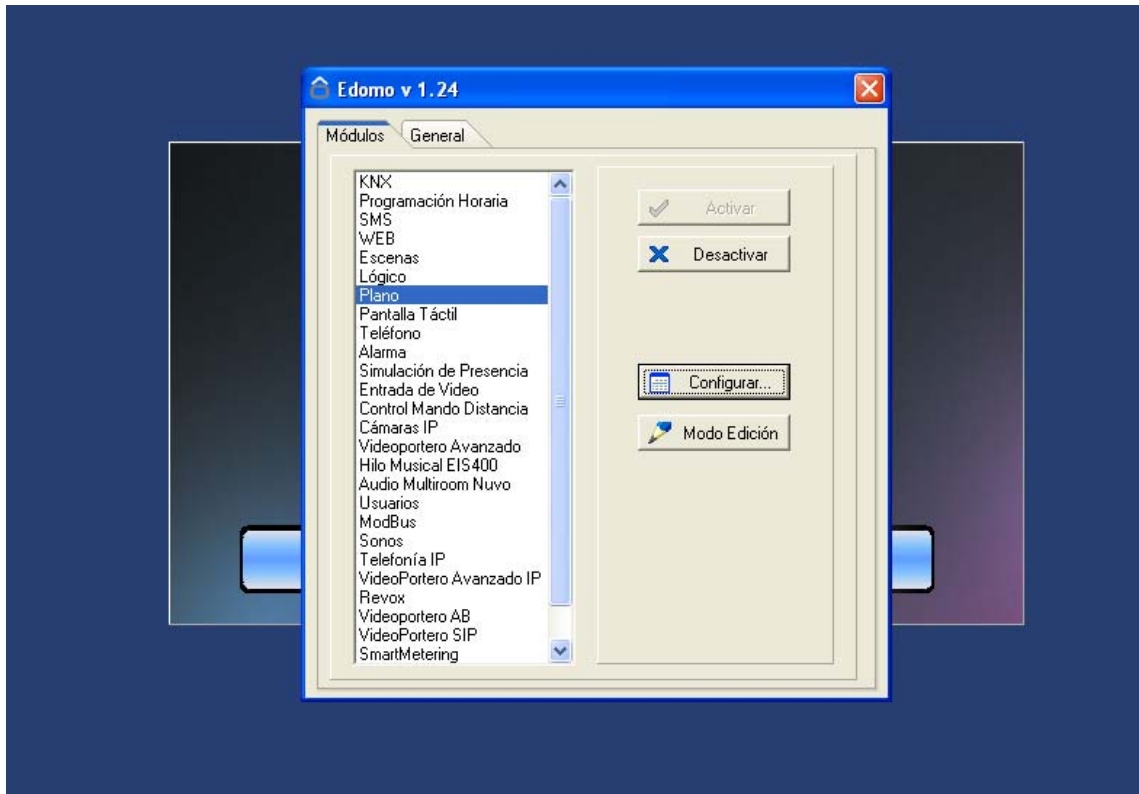 Edomo v 1.24
Módulos
General
KNX
Programación Horaria
SMS
WEB
Escenas
Lógico
Plano
Pantalla Táctil
Teléfono
Alarma
Simulación de Presencia
Entrada de Video
Control Mando Distancia
Cámaras IP
Videoportero Avanzado
Hilo Musical EIS400
Audio Multiroom Nuvo
Usuarios
ModBus
Sonos
Telefonía IP
VideoPortero Avanzado IP
Revox
Videoportero AB
VideoPortero SIP
SmartMetering
Activar
Desactivar
Configurar...
Modo Edición